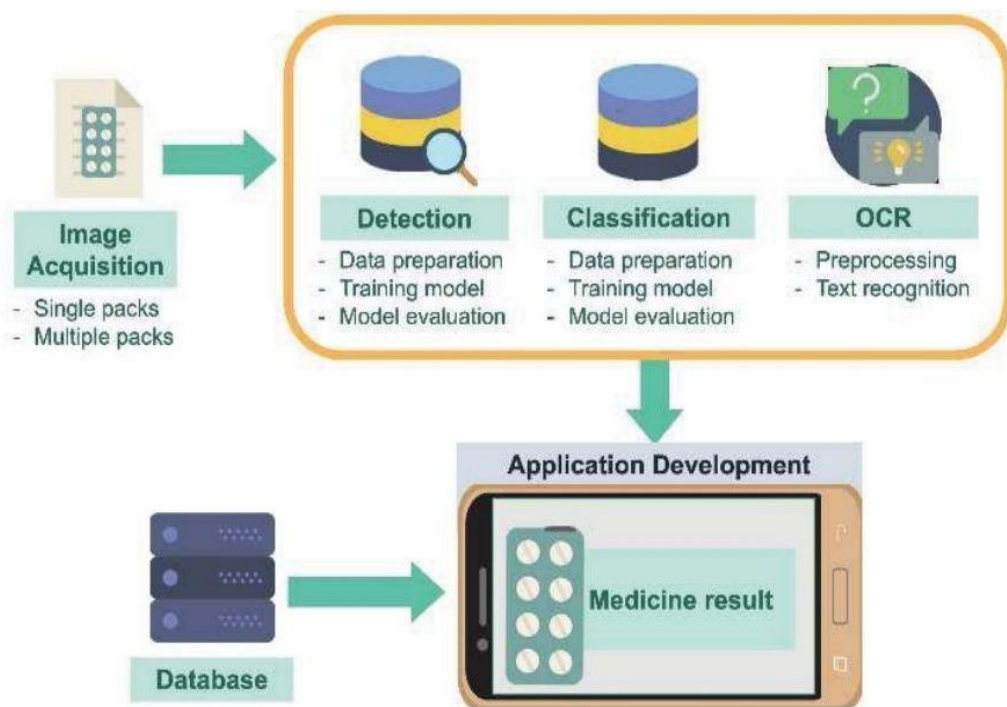 Image
Acquisition
- Single packs
- Multiple packs
Detection
- Data preparation
- Training model
- Model evaluation
Classification
- Data preparation
- Training model
- Model evaluation
?
OCR
- Preprocessing
- Text recognition
Application Development
Medicine result
Database